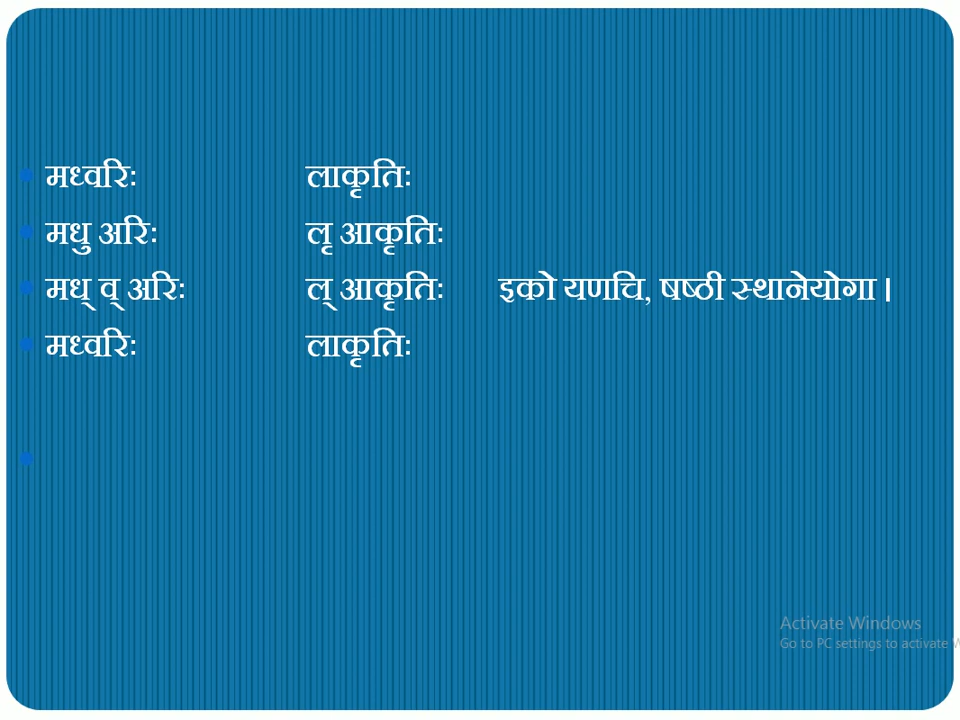 मध्वरिः लाकृतिः
मधु अरिः लृ आकृतिः
मध् व् अरिः ल् आकृतिः इको यणचि, षष्ठी स्थानेयोगा ।
मध्वरिः लाकृतिः
Activate Windows
Go to PC settings to activate W